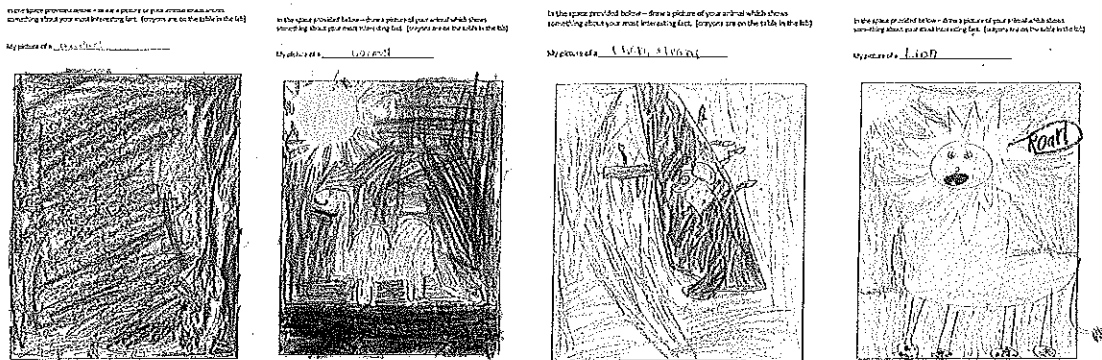 In the space provided below – draw a picture of your animal which shows
something about your most interesting fact. (crayons are on the table in the lab)
My picture of a
In the space provided below – draw a picture of your animal which shows
something about your most interesting fact. (crayons are on the table in the lab)
My picture of a
In the space provided below – draw a picture of your animal which shows
something about your most interesting fact. (crayons are on the table in the lab)
My picture of a
In the space provided below – draw a picture of your animal which shows
something about your most interesting fact. (crayons are on the table in the lab)
My picture of a Lion
Roar!